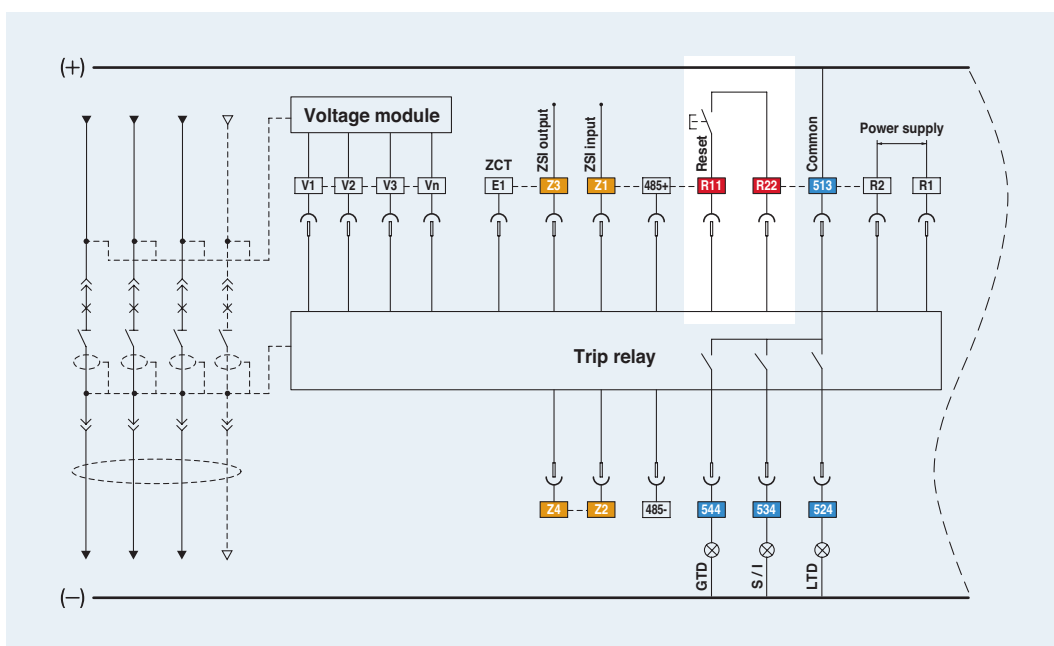 (+)
Voltage module
ZCT
ZSI output
ZSI input
Reset
Common
Power supply
V1
V2
V3
Vn
E1
Z3
Z1
485+
R11
R22
513
R2
R1
Trip relay
Z4
Z2
485-
544
534
524
GTD
S / I
LTD
(—)